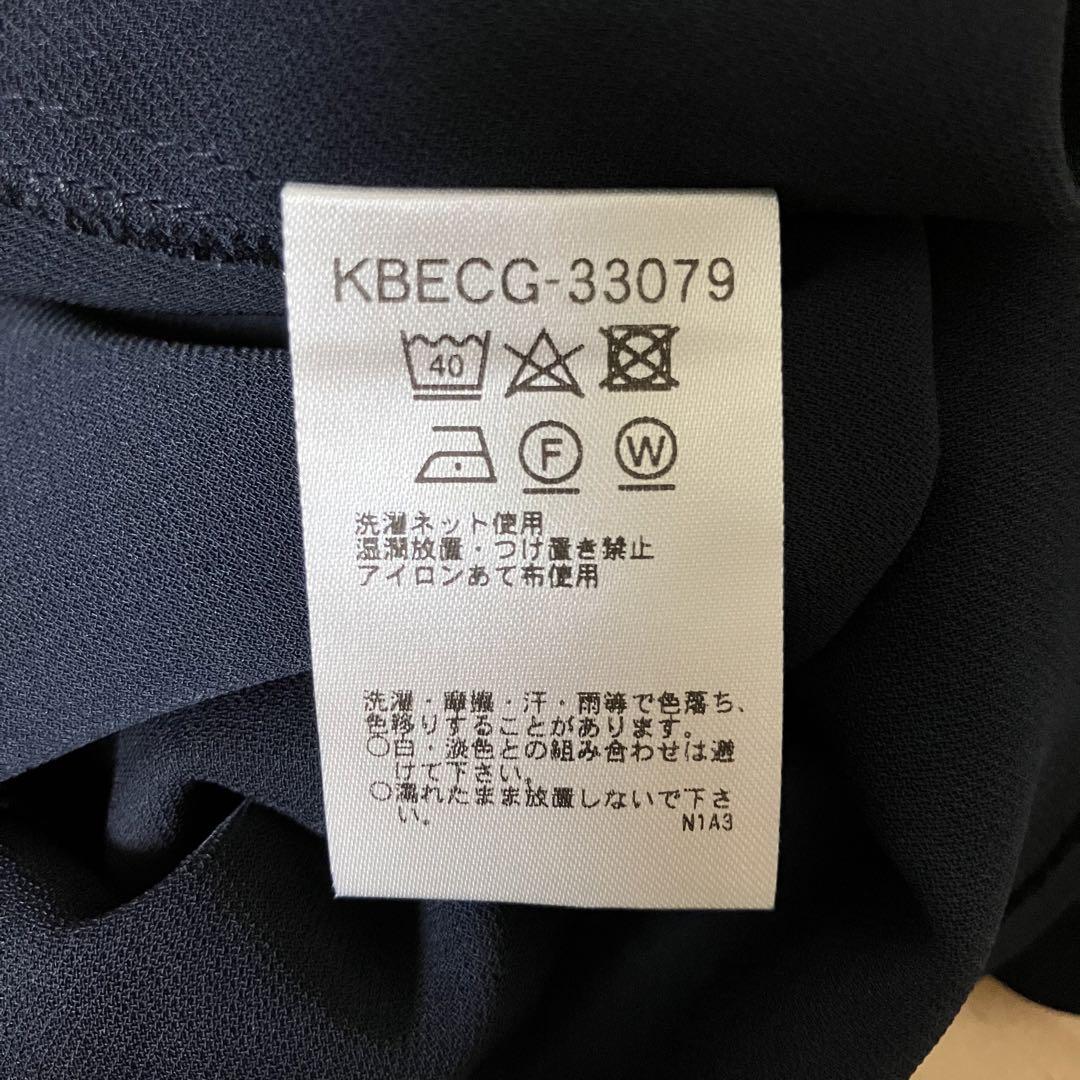 KBECG-33079
40
F W
洗濯ネット使用
湿潤放置・つけ置き禁止
アイロンあて布使用
洗濯・摩擦・汗・雨等で色落ち、
色移りすることがあります。
○白・淡色との組み合わせは避
けて下さい。
○濡れたまま放置しないで下さ
い。
N1A3